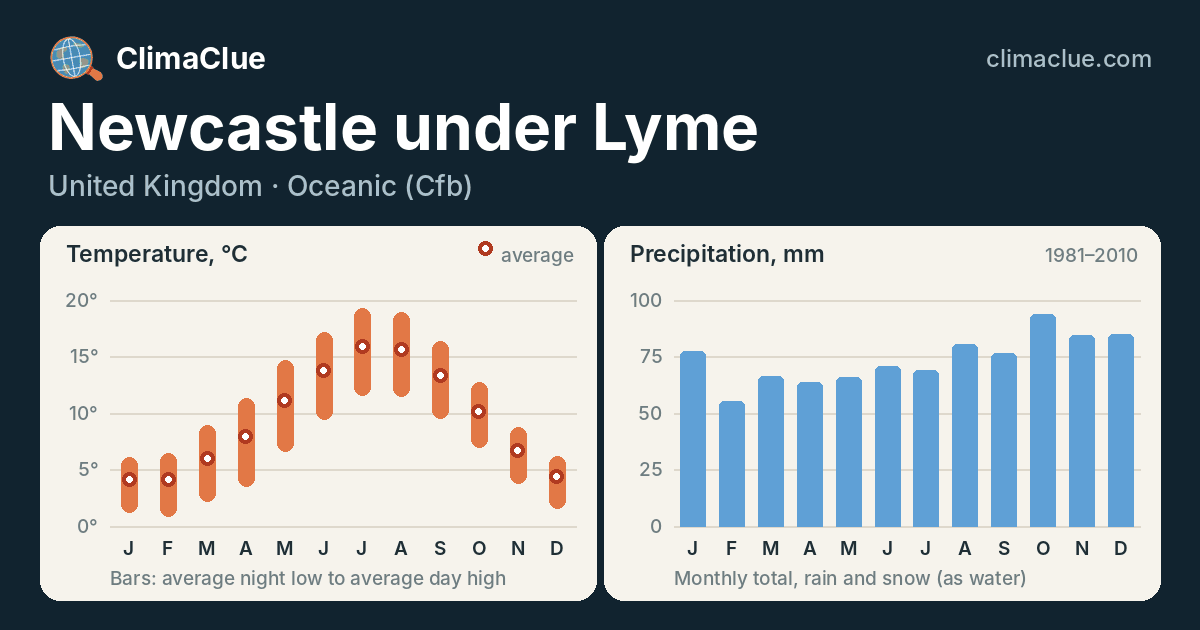 ClimaClue
climaclue.com
Newcastle under Lyme
United Kingdom · Oceanic (Cfb)
Temperature, °C
average
20°
15°
10°
5°
0°
J F M A M J J A S O N D
Bars: average night low to average day high
Precipitation, mm
1981–2010
100
75
50
25
0
J F M A M J J A S O N D
Monthly total, rain and snow (as water)